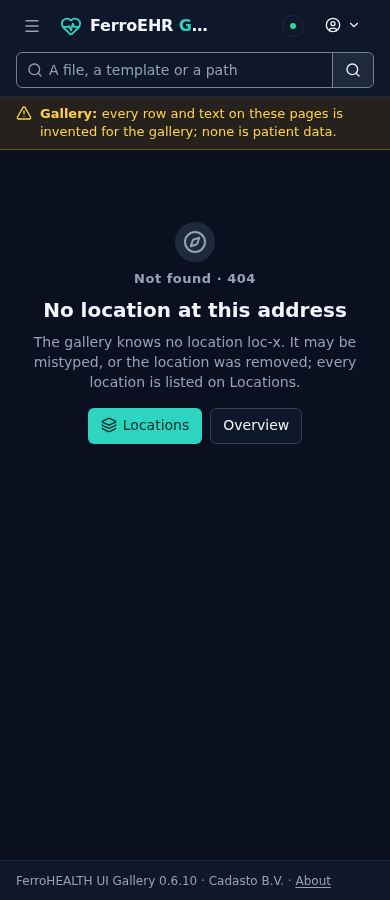 FerroEHR G...
A file, a template or a path
Gallery: every row and text on these pages is
invented for the gallery; none is patient data.
Not found · 404
No location at this address
The gallery knows no location loc-x. It may be
mistyped, or the location was removed; every
location is listed on Locations.
Locations
Overview
FerroHEALTH UI Gallery 0.6.10 · Cadasto B.V. · About